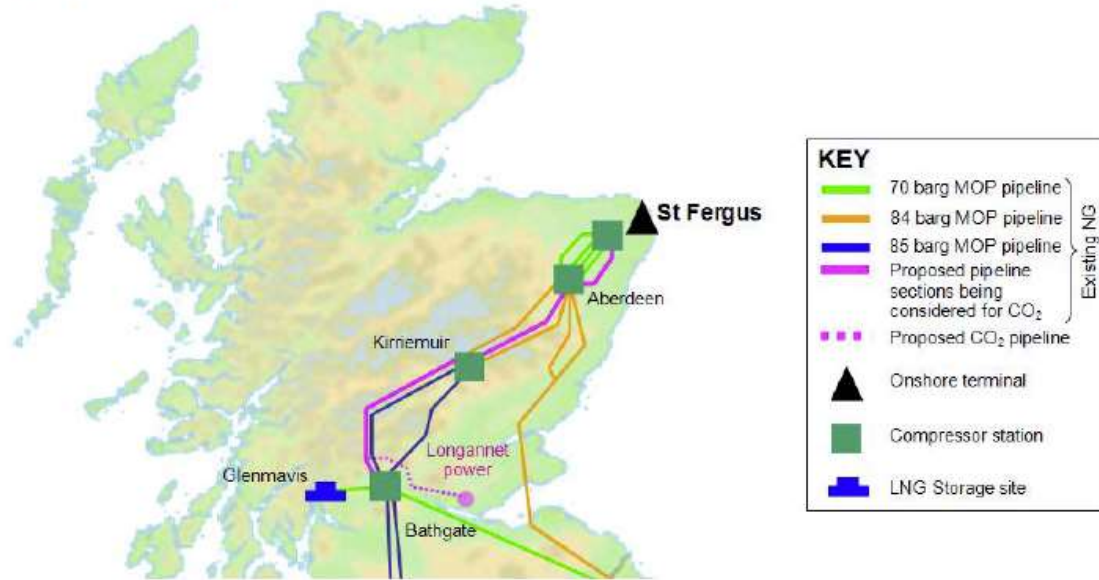 St Fergus
Aberdeen
Kirriemuir
Longannet
power
Glenmavis
Bathgate
KEY
70 barg MOP pipeline
84 barg MOP pipeline
85 barg MOP pipeline
Proposed pipeline
sections being
considered for CO₂
Existing NG
Proposed CO₂ pipeline
Onshore terminal
Compressor station
LNG Storage site